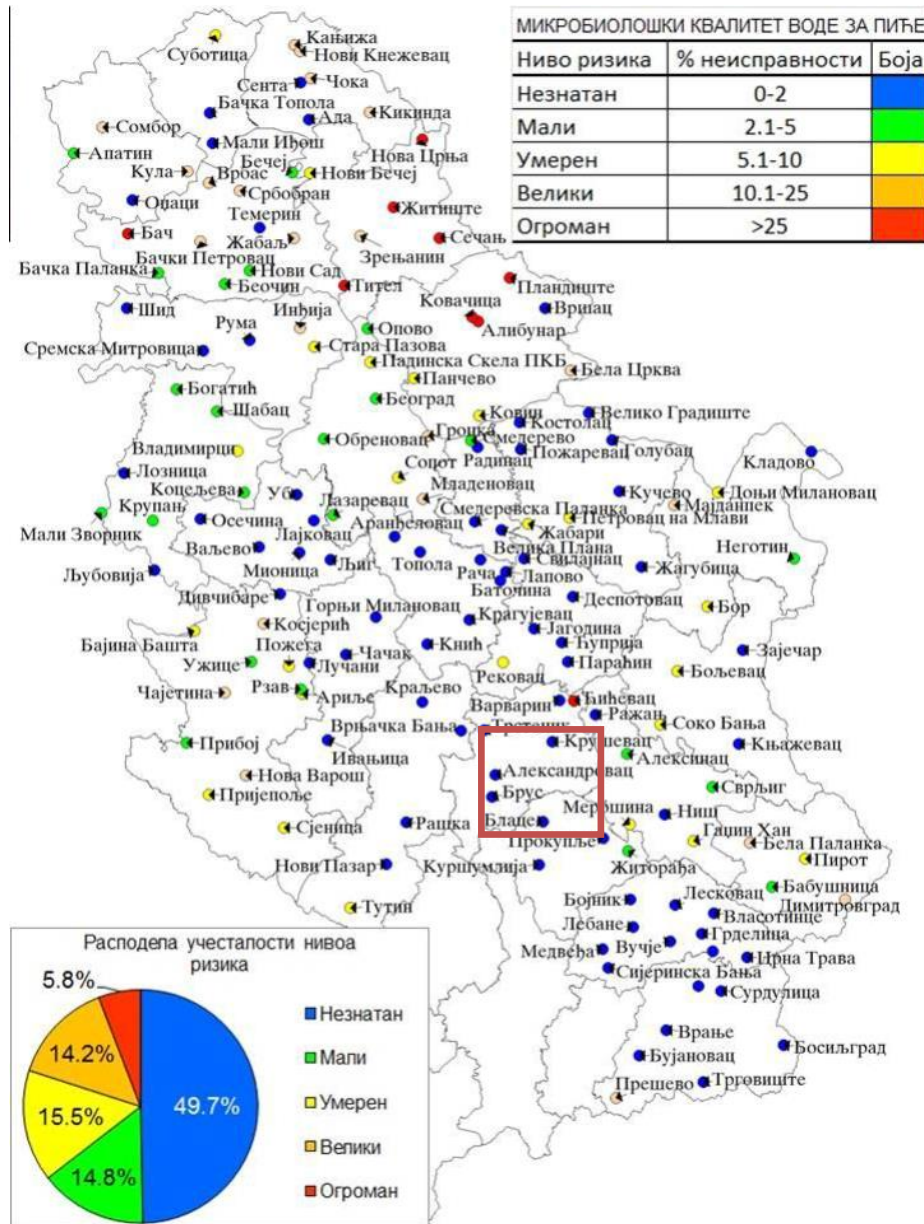 МИКРОБИОЛОШКИ КВАЛИТЕТ ВОДЕ ЗА ПИЋЕ
Ниво ризика % неисправности Боја
Незнатан 0-2
Мали 2.1-5
Умерен 5.1-10
Велики 10.1-25
Огроман >25
Суботица
Кањижа
Нови Кнежевац
Сента
Чока
Бачка Топола
Ада
Кикинда
Сомбор
Мали Иђош
Нова Црња
Апатин
Бечеј
Кула
Врбас
Нови Бечеј
Србобран
Оџаци
Темерин
Житиште
Бач
Жабаљ
Сечањ
Бачки Петровац
Зрењанин
Бачка Паланка
Нови Сад
Беочин
Тител
Пландиште
Ковачица
Вршац
Шид
Инђија
Алибунар
Рума
Опово
Стара Пазова
Сремска Митровица
Падинска Скела ПКБ
Бела Црква
Панчево
Богатић
Београд
Шабац
Ковин
Велико Градиште
Костолац
Гроцка
Обреновац
Смедерево
Владимирци
Радинац
Пожаревац
Голубац
Сопот
Кладово
Лозница
Младеновац
Коцељева
Уб
Кучево
Доњи Милановац
Лазаревац
Смедеревска Паланка
Мајданпек
Крупањ
Осечина
Аранђеловац
Петровац на Млави
Мали Зворник
Лајковац
Жабари
Ваљево
Велика Плана
Неготин
Мионица
Љиг
Топола
Свилајнац
Љубовија
Рача
Лапово
Жагубица
Баточина
Дивчибаре
Горњи Милановац
Деспотовац
Бор
Косјерић
Крагујевац
Бајина Башта
Јагодина
Пожега
Чачак
Кнић
Ћуприја
Зајечар
Ужице
Лучани
Рековац
Параћин
Бољевац
Рзав
Чајетина
Ариље
Краљево
Варварин
Ћићевац
Ражањ
Врњачка Бања
Трстеник
Соко Бања
Прибој
Ивањица
Крушевац
Алексинац
Књажевац
Нова Варош
Александровац
Сврљиг
Пријепоље
Брус
Мерошина
Сјеница
Рашка
Блаце
Ниш
Гаџин Хан
Прокупље
Бела Паланка
Нови Пазар
Куршумлија
Житорађа
Пирот
Бабушница
Тутин
Бојник
Лесковац
Димитровград
Власотинце
Лебане
Грделица
Медвеђа
Вучје
Црна Трава
Сијеринска Бања
Сурдулица
Врање
Босиљград
Бујановац
Прешево
Трговиште
Расподела учесталости нивоа
ризика
5.8%
14.2%
49.7%
15.5%
14.8%
Незнатан
Мали
Умерен
Велики
Огроман